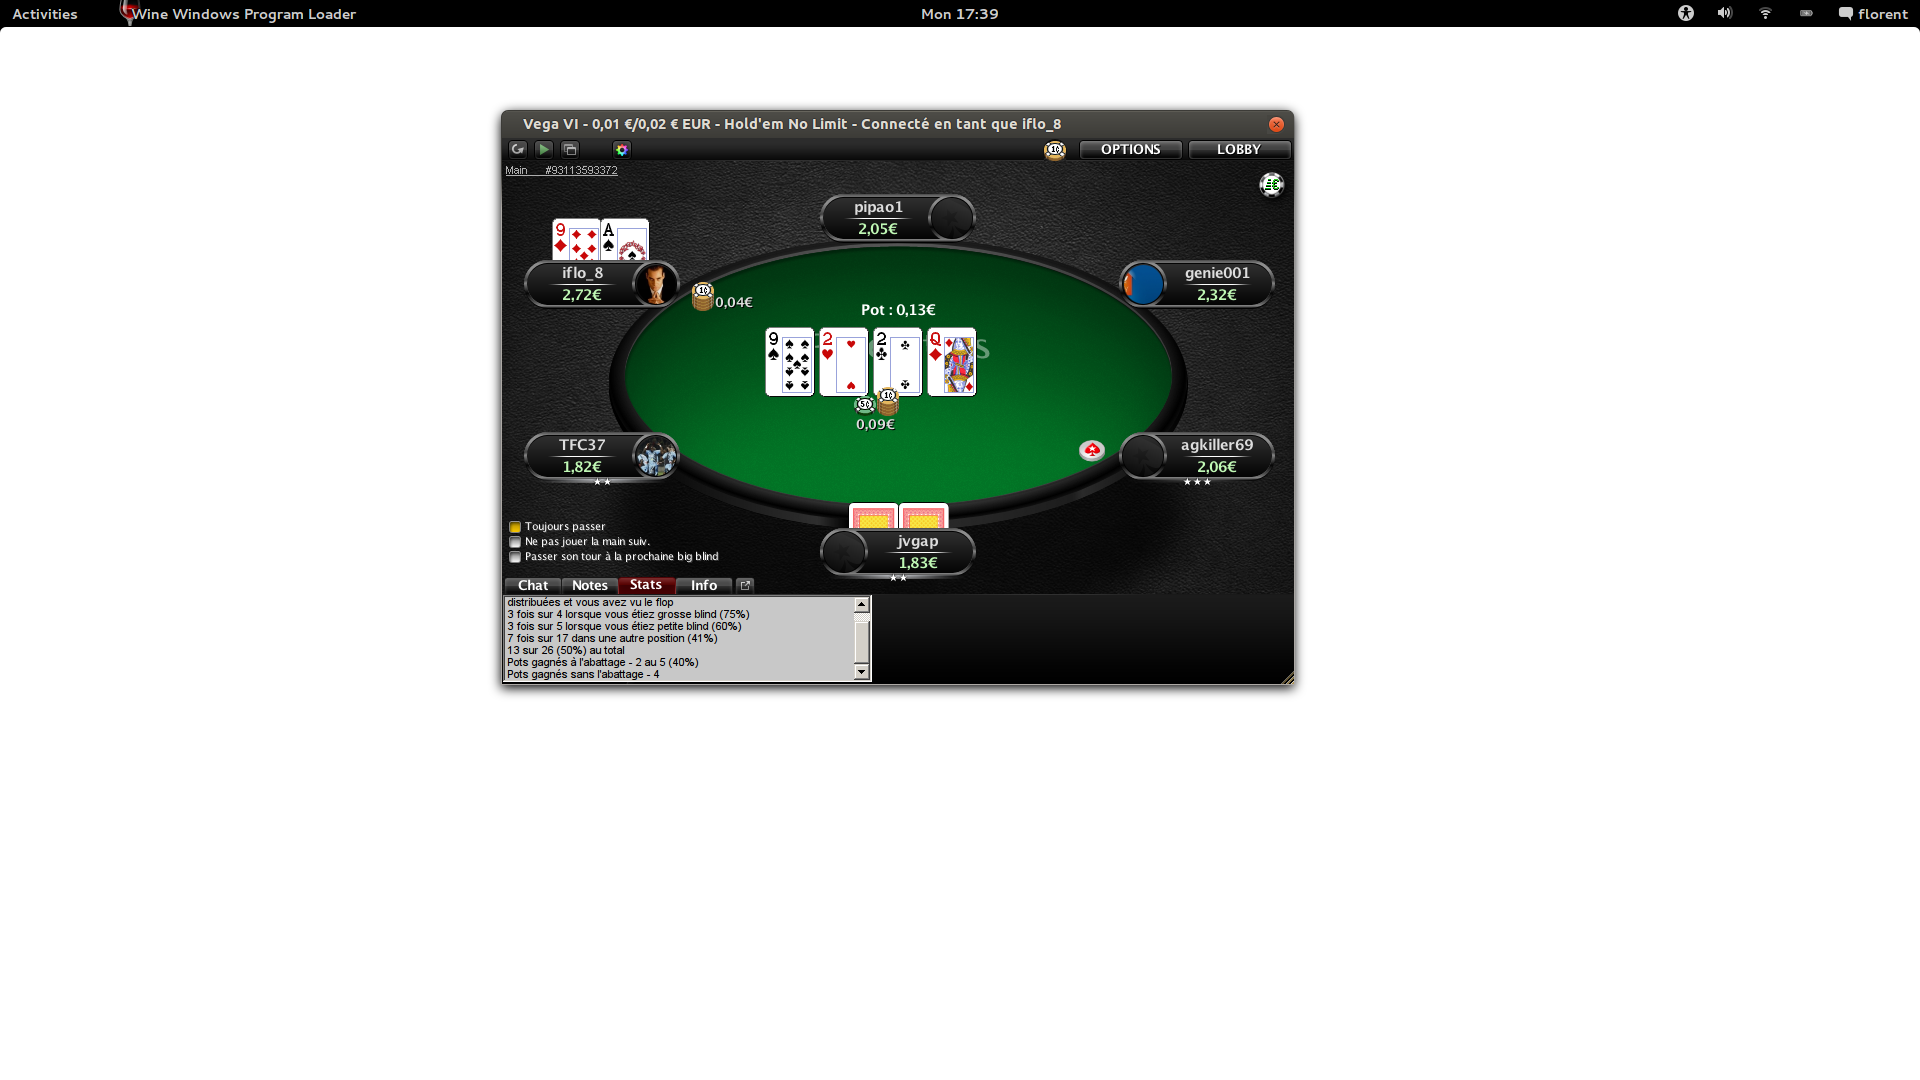 Activities
Wine Windows Program Loader
Mon 17:39
florent
Vega VI - 0,01 €/0,02 € EUR - Hold'em No Limit - Connecté en tant que iflo_8
OPTIONS
LOBBY
Main #93113593372
pipao1
2,05€
9
A
iflo_8
2,72€
genie001
2,32€
0,04€
Pot : 0,13€
9
2
2
Q
0,09€
TFC37
1,82€
agkiller69
2,06€
jvgap
1,83€
Toujours passer
Ne pas jouer la main suiv.
Passer son tour à la prochaine big blind
Chat
Notes
Stats
Info
distribuées et vous avez vu le flop
3 fois sur 4 lorsque vous étiez grosse blind (75%)
3 fois sur 5 lorsque vous étiez petite blind (60%)
7 fois sur 17 dans une autre position (41%)
13 sur 26 (50%) au total
Pots gagnés à l'abattage - 2 au 5 (40%)
Pots gagnés sans l'abattage - 4